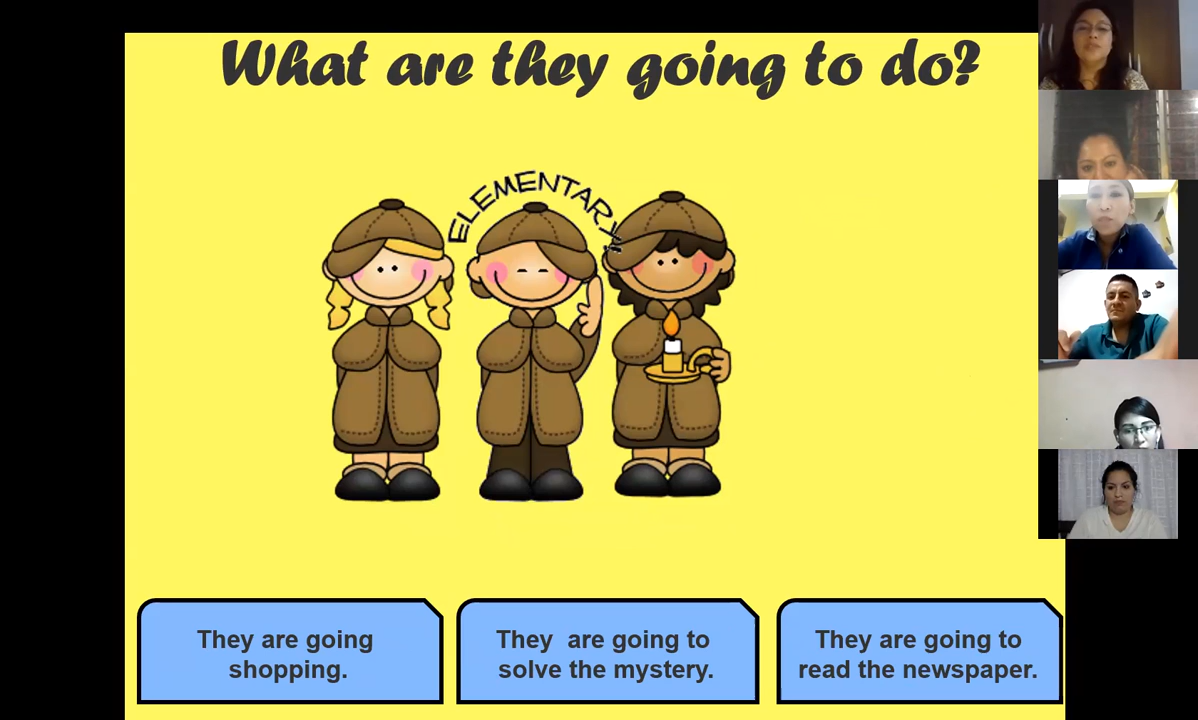 What are they going to do?
ELEMENTARY!
They are going
shopping.
They are going to
solve the mystery.
They are going to
read the newspaper.